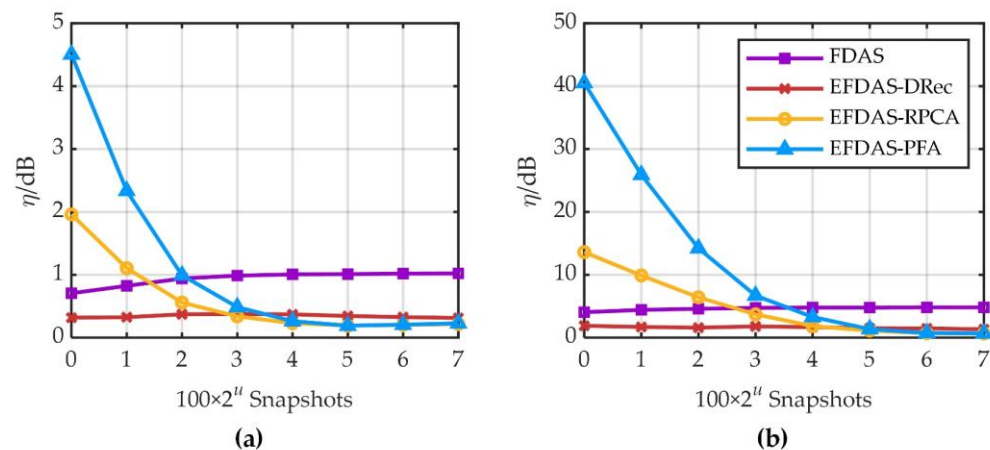 5
4
3
2
1
0
η/dB
0 1 2 3 4 5 6 7
100×2^u Snapshots
(a)
50
40
30
20
10
0
η/dB
0 1 2 3 4 5 6 7
100×2^u Snapshots
(b)
FDAS
EFDAS-DRec
EFDAS-RPCA
EFDAS-PFA